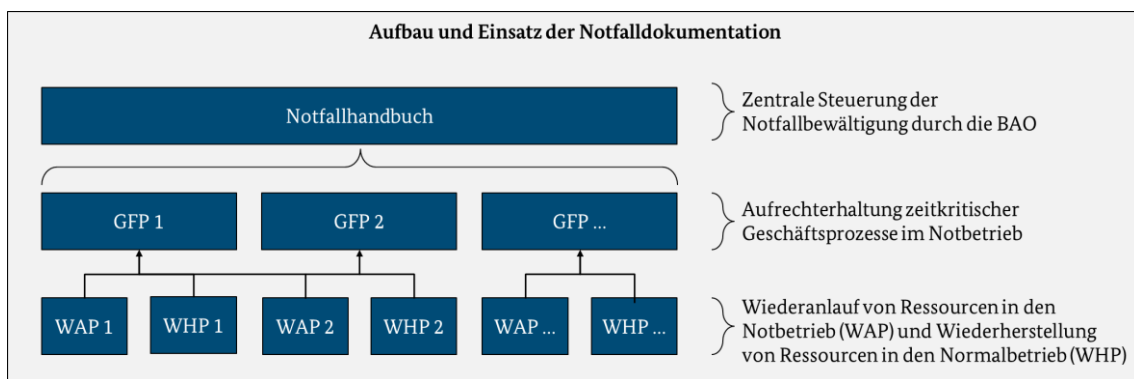 Aufbau und Einsatz der Notfalldokumentation
Notfallhandbuch
Zentrale Steuerung der
Notfallbewältigung durch die BAO
GFP 1
GFP 2
GFP ...
Aufrechterhaltung zeitkritischer
Geschäftsprozesse im Notbetrieb
WAP 1
WHP 1
WAP 2
WHP 2
WAP ...
WHP ...
Wiederanlauf von Ressourcen in den
Notbetrieb (WAP) und Wiederherstellung
von Ressourcen in den Normalbetrieb (WHP)